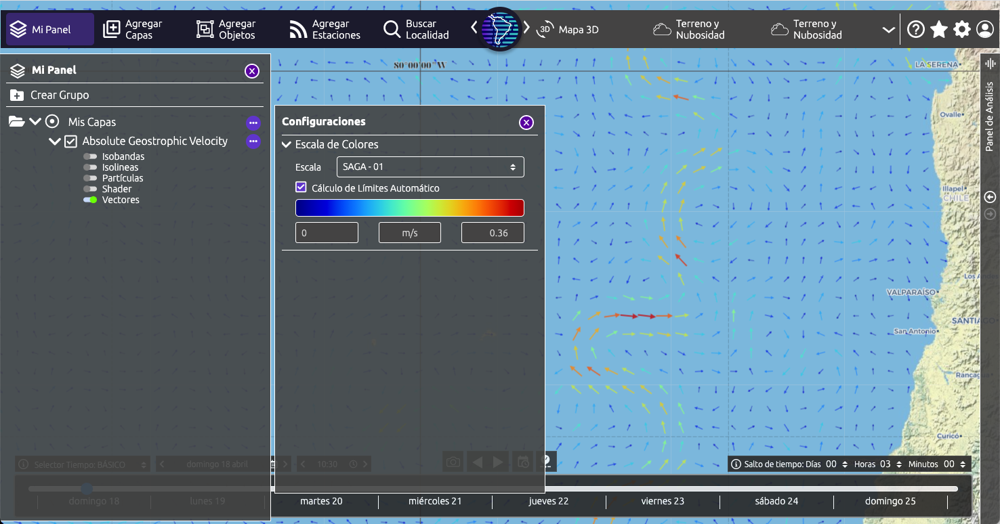 Mi Panel
Agregar
Capas
Agregar
Objetos
Agregar
Estaciones
Buscar
Localidad
3D
Mapa 3D
Terreno y
Nubosidad
Terreno y
Nubosidad
Mi Panel
Crear Grupo
Mis Capas
Absolute Geostrophic Velocity
Isobandas
Isolineas
Partículas
Shader
Vectores
Configuraciones
Escala de Colores
Escala
SAGA - 01
Cálculo de Límites Automático
0
m/s
0.36
80°00'00''W
LA SERENA
Ovalle
Illapel
CHILE
Los
VALPARAÍSO
SANTIAGO
San Antonio
Rancag
Curicó
Panel de Análisis
Selector Tiempo: BÁSICO
domingo 18 abril
10:30
Salto de tiempo: Días 00 Horas 03 Minutos 00
domingo 18
lunes 19
martes 20
miércoles 21
jueves 22
viernes 23
sábado 24
domingo 25